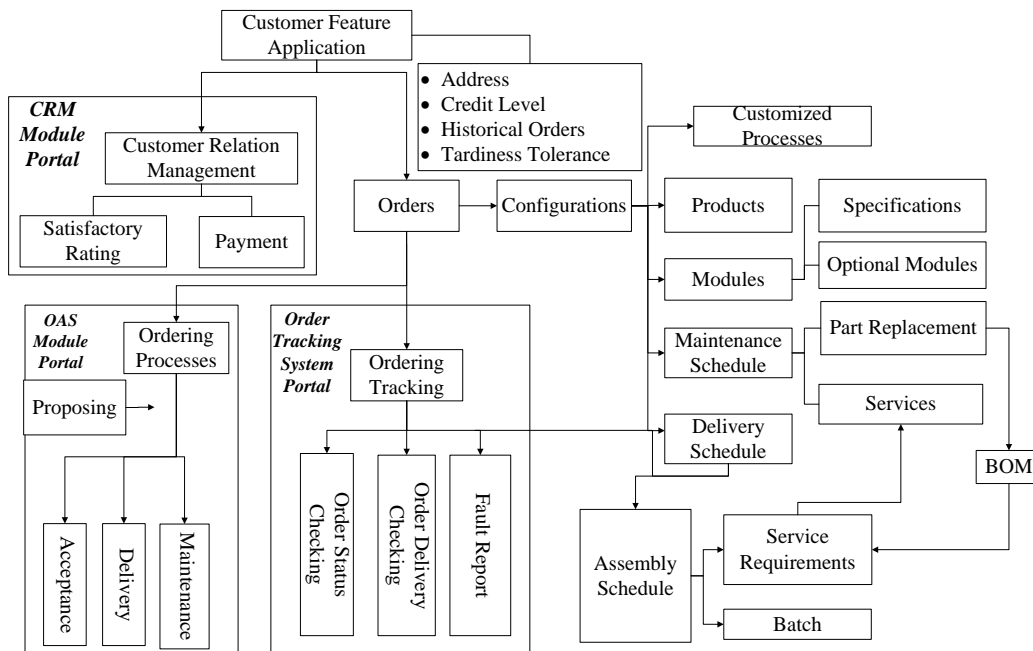 Customer Feature
Application
• Address
• Credit Level
• Historical Orders
• Tardiness Tolerance
CRM
Module
Portal
Customer Relation
Management
Satisfactory
Rating
Payment
Orders
Configurations
Customized
Processes
Products
Specifications
Modules
Optional Modules
Maintenance
Schedule
Part Replacement
Services
Delivery
Schedule
BOM
OAS
Module
Portal
Ordering
Processes
Proposing
Acceptance
Delivery
Maintenance
Order
Tracking
System
Portal
Ordering
Tracking
Order Status
Checking
Order Delivery
Checking
Fault Report
Assembly
Schedule
Service
Requirements
Batch